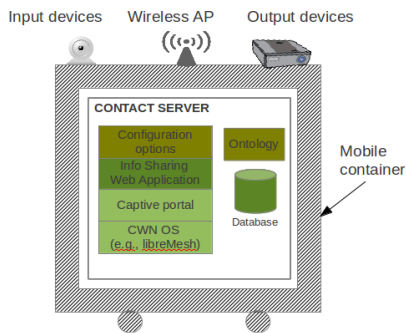 Input devices
Wireless AP
Output devices
CONTACT SERVER
Configuration
options
Info Sharing
Web Application
Captive portal
CWN OS
(e.g., libreMesh)
Ontology
Database
Mobile
container